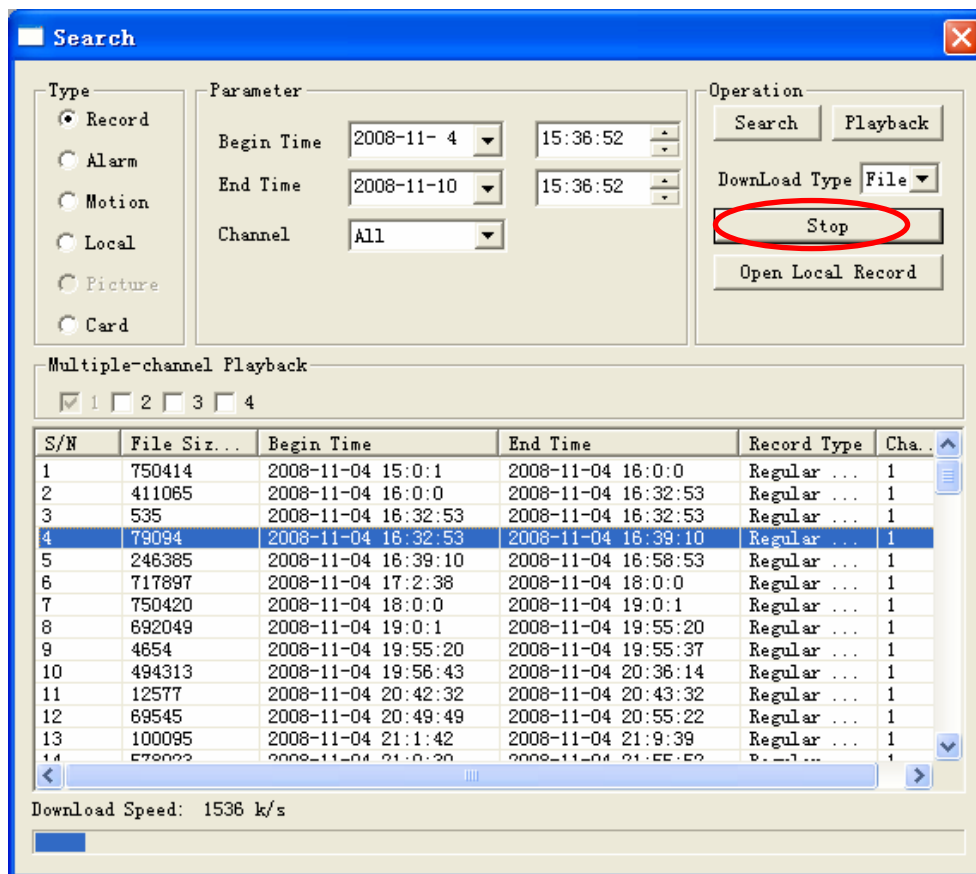 Search
Type
Record
Alarm
Motion
Local
Picture
Card
Parameter
Begin Time 2008-11- 4 15:36:52
End Time 2008-11-10 15:36:52
Channel All
Operation
Search Playback
DownLoad Type File
Stop
Open Local Record
Multiple-channel Playback
1 2 3 4
S/N File Siz... Begin Time End Time Record Type Cha..
1 750414 2008-11-04 15:0:1 2008-11-04 16:0:0 Regular ... 1
2 411065 2008-11-04 16:0:0 2008-11-04 16:32:53 Regular ... 1
3 535 2008-11-04 16:32:53 2008-11-04 16:32:53 Regular ... 1
4 79094 2008-11-04 16:32:53 2008-11-04 16:39:10 Regular ... 1
5 246385 2008-11-04 16:39:10 2008-11-04 16:58:53 Regular ... 1
6 717897 2008-11-04 17:2:38 2008-11-04 18:0:0 Regular ... 1
7 750420 2008-11-04 18:0:0 2008-11-04 19:0:1 Regular ... 1
8 692049 2008-11-04 19:0:1 2008-11-04 19:55:20 Regular ... 1
9 4654 2008-11-04 19:55:20 2008-11-04 19:55:37 Regular ... 1
10 494313 2008-11-04 19:56:43 2008-11-04 20:36:14 Regular ... 1
11 12577 2008-11-04 20:42:32 2008-11-04 20:43:32 Regular ... 1
12 69545 2008-11-04 20:49:49 2008-11-04 20:55:22 Regular ... 1
13 100095 2008-11-04 21:1:42 2008-11-04 21:9:39 Regular ... 1
Download Speed: 1536 k/s